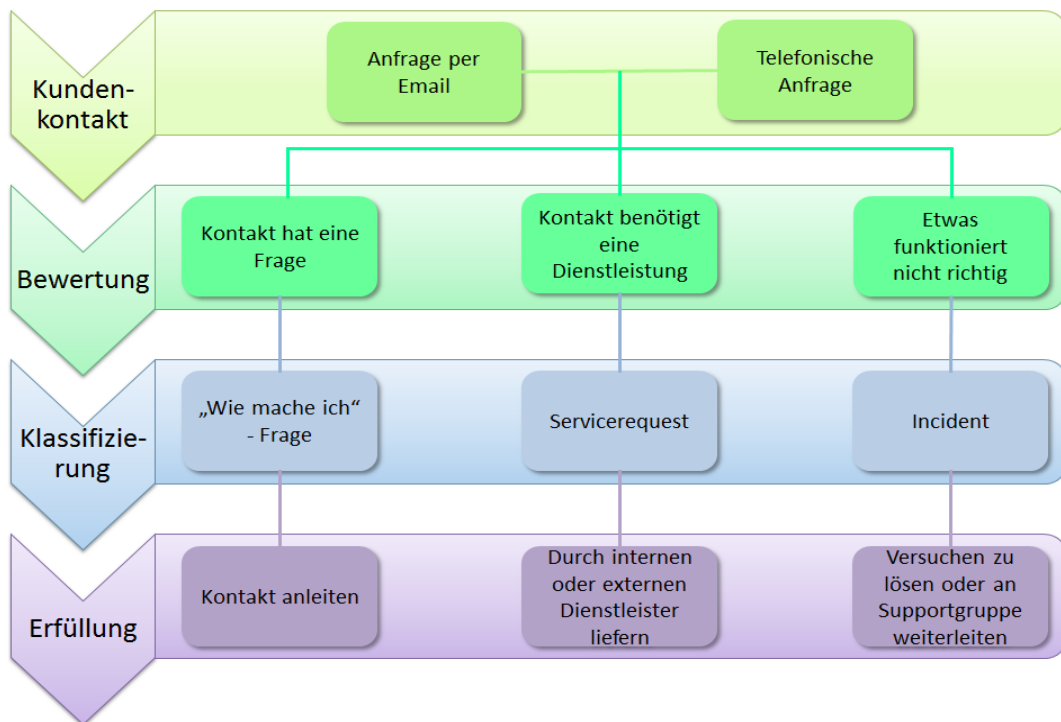 Kunden-
kontakt
Anfrage per
Email
Telefonische
Anfrage
Bewertung
Kontakt hat eine
Frage
Kontakt benötigt
eine
Dienstleistung
Etwas
funktioniert
nicht richtig
Klassifizie-
rung
„Wie mache ich“
- Frage
Servicerequest
Incident
Erfüllung
Kontakt anleiten
Durch internen
oder externen
Dienstleister
liefern
Versuchen zu
lösen oder an
Supportgruppe
weiterleiten